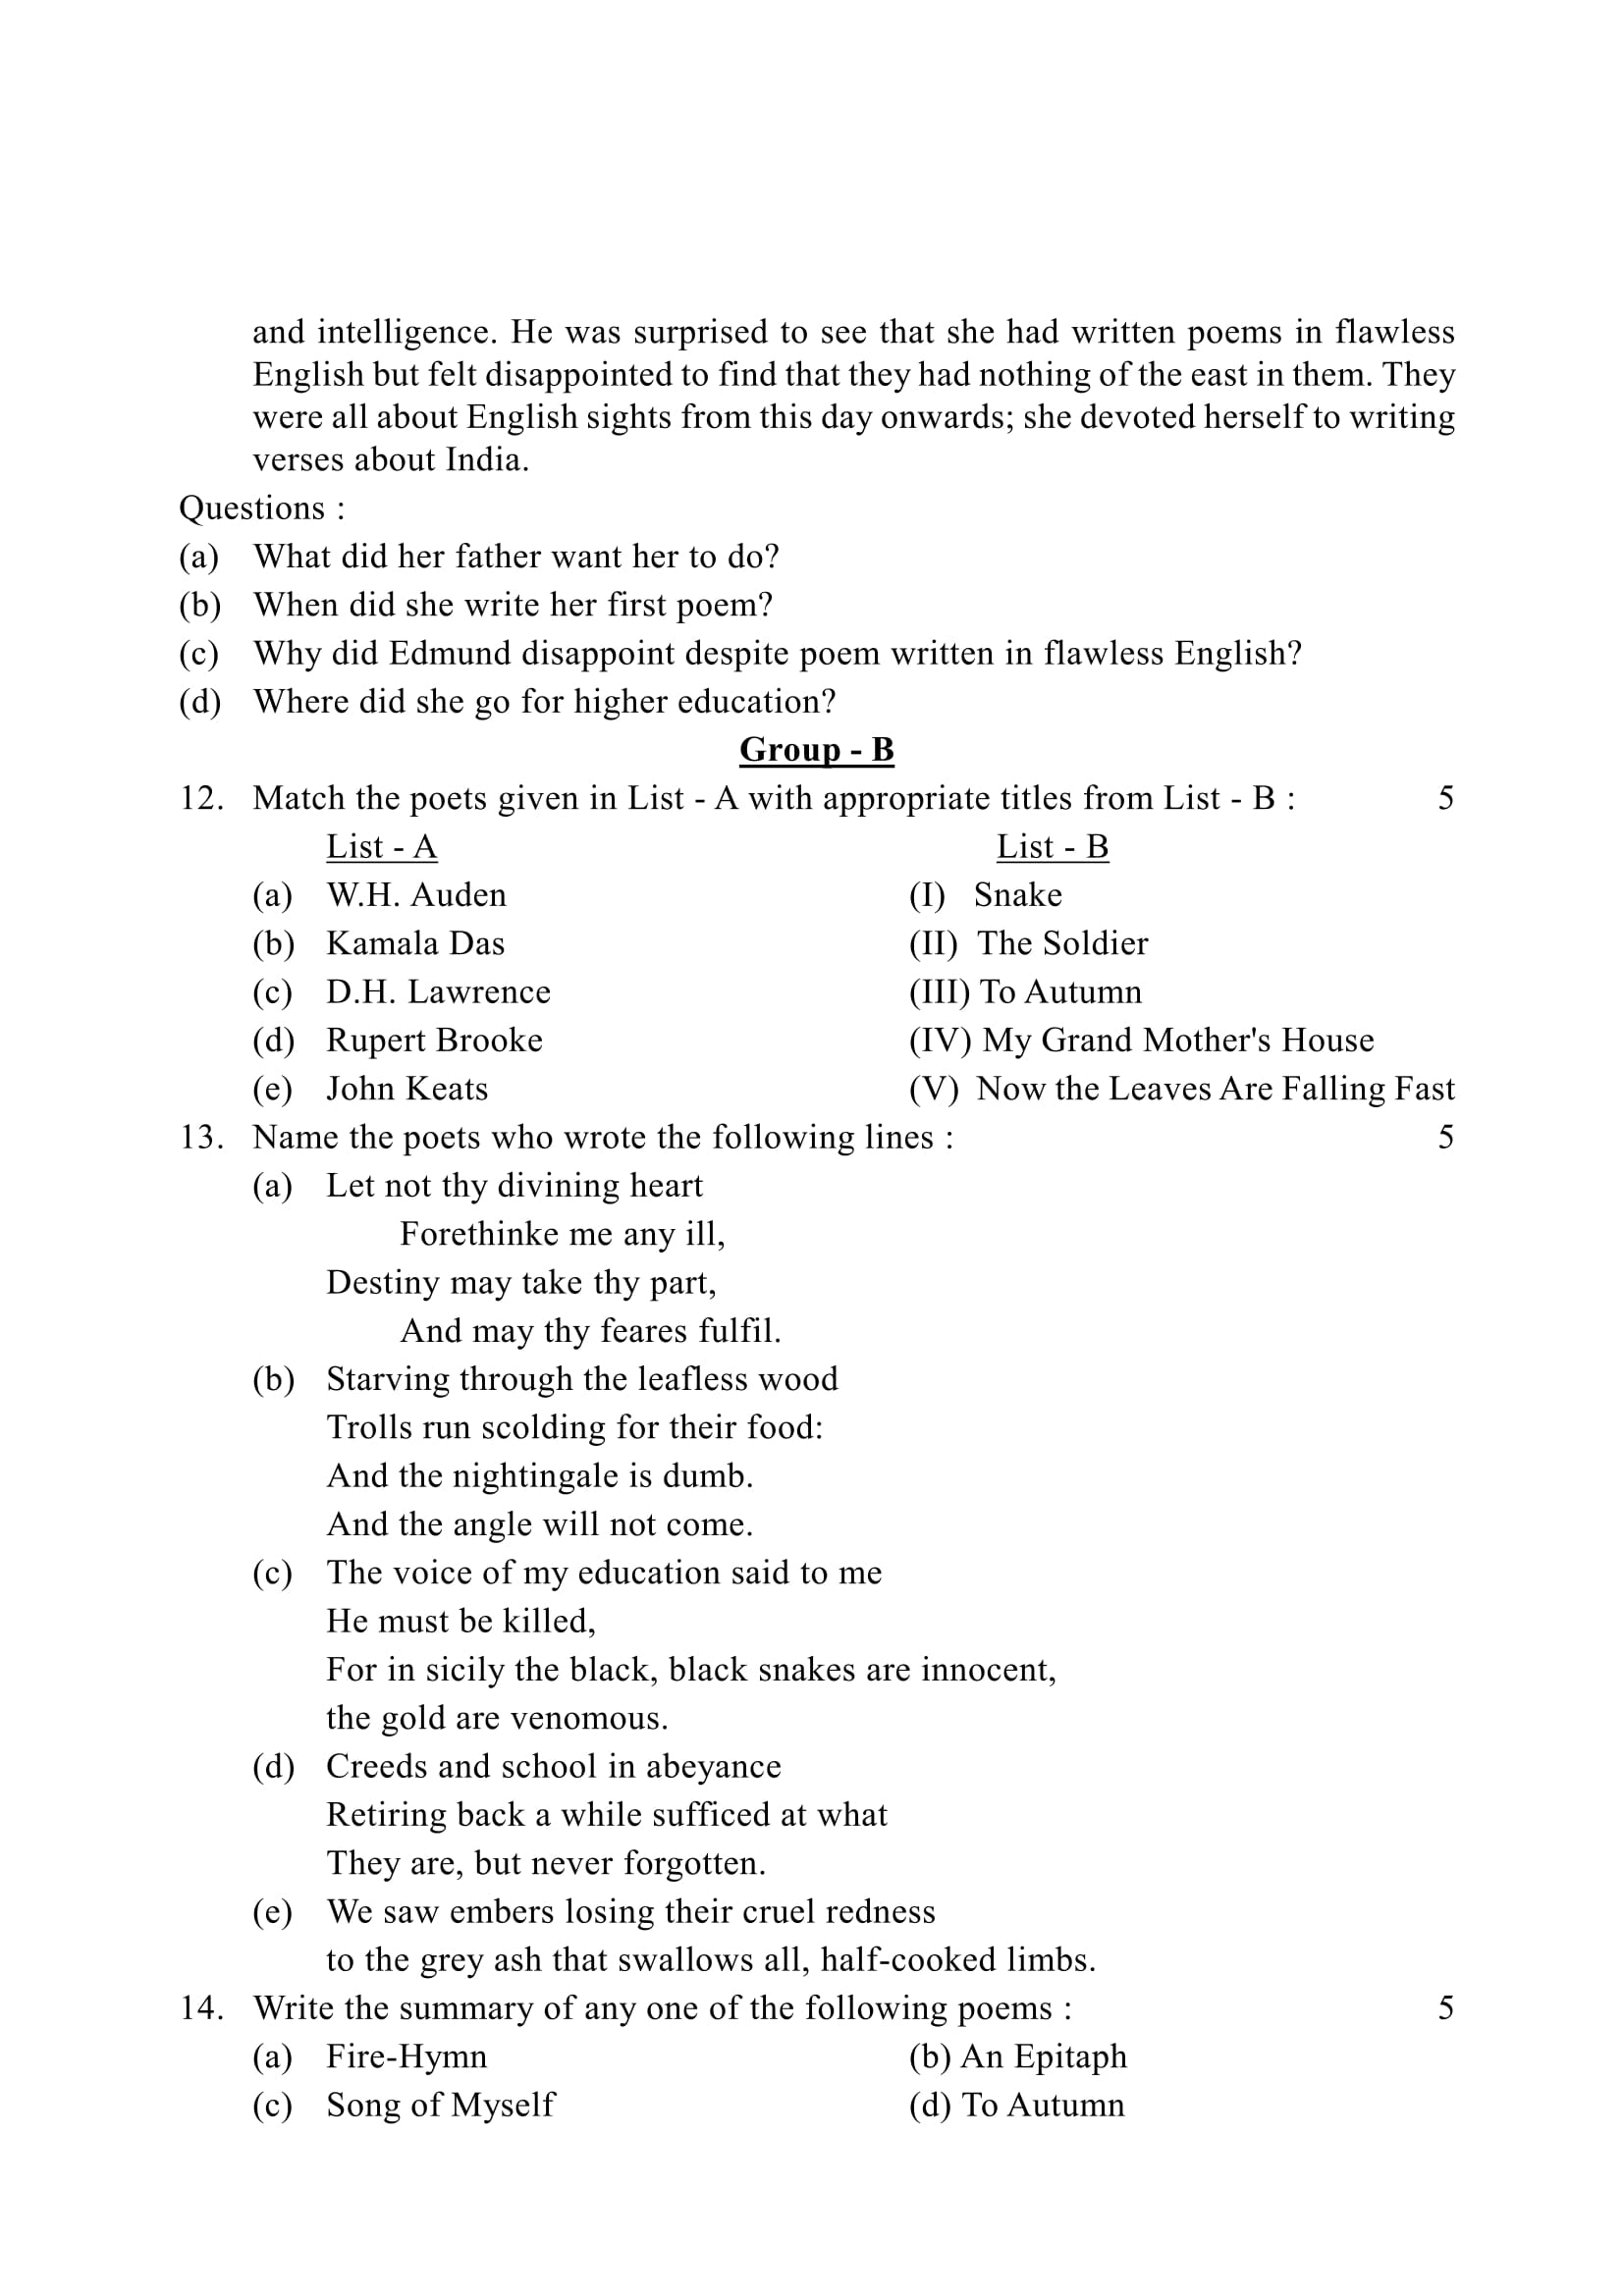 and intelligence. He was surprised to see that she had written poems in flawless
English but felt disappointed to find that they had nothing of the east in them. They
were all about English sights from this day onwards; she devoted herself to writing
verses about India.
Questions :
(a) What did her father want her to do?
(b) When did she write her first poem?
(c) Why did Edmund disappoint despite poem written in flawless English?
(d) Where did she go for higher education?
Group - B
12. Match the poets given in List - A with appropriate titles from List - B : 5
List - A List - B
(a) W.H. Auden (I) Snake
(b) Kamala Das (II) The Soldier
(c) D.H. Lawrence (III) To Autumn
(d) Rupert Brooke (IV) My Grand Mother's House
(e) John Keats (V) Now the Leaves Are Falling Fast
13. Name the poets who wrote the following lines : 5
(a) Let not thy divining heart
Forethinke me any ill,
Destiny may take thy part,
And may thy feares fulfil.
(b) Starving through the leafless wood
Trolls run scolding for their food:
And the nightingale is dumb.
And the angle will not come.
(c) The voice of my education said to me
He must be killed,
For in sicily the black, black snakes are innocent,
the gold are venomous.
(d) Creeds and school in abeyance
Retiring back a while sufficed at what
They are, but never forgotten.
(e) We saw embers losing their cruel redness
to the grey ash that swallows all, half-cooked limbs.
14. Write the summary of any one of the following poems : 5
(a) Fire-Hymn (b) An Epitaph
(c) Song of Myself (d) To Autumn